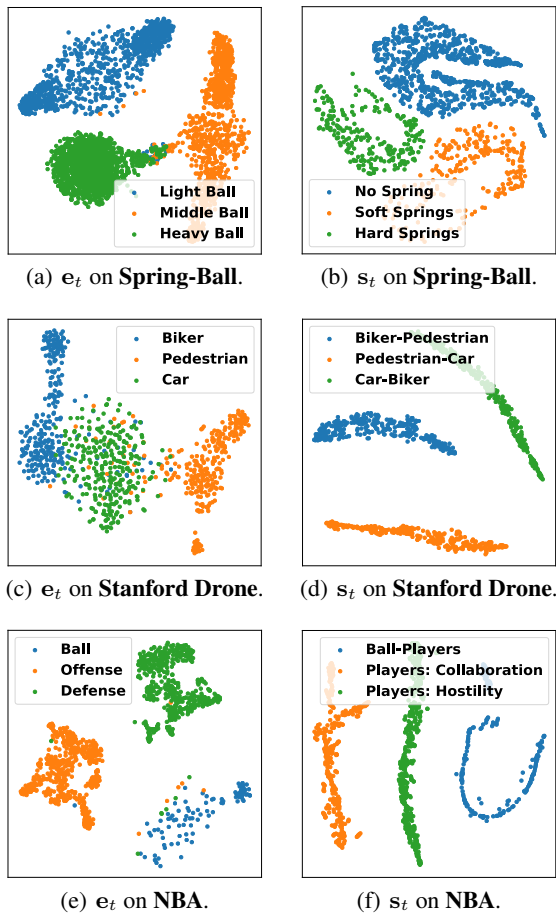 Light Ball
Middle Ball
Heavy Ball
No Spring
Soft Springs
Hard Springs
(a) e_t on Spring-Ball.
(b) s_t on Spring-Ball.
Biker
Pedestrian
Car
Biker-Pedestrian
Pedestrian-Car
Car-Biker
(c) e_t on Stanford Drone.
(d) s_t on Stanford Drone.
Ball
Offense
Defense
Ball-Players
Players: Collaboration
Players: Hostility
(e) e_t on NBA.
(f) s_t on NBA.